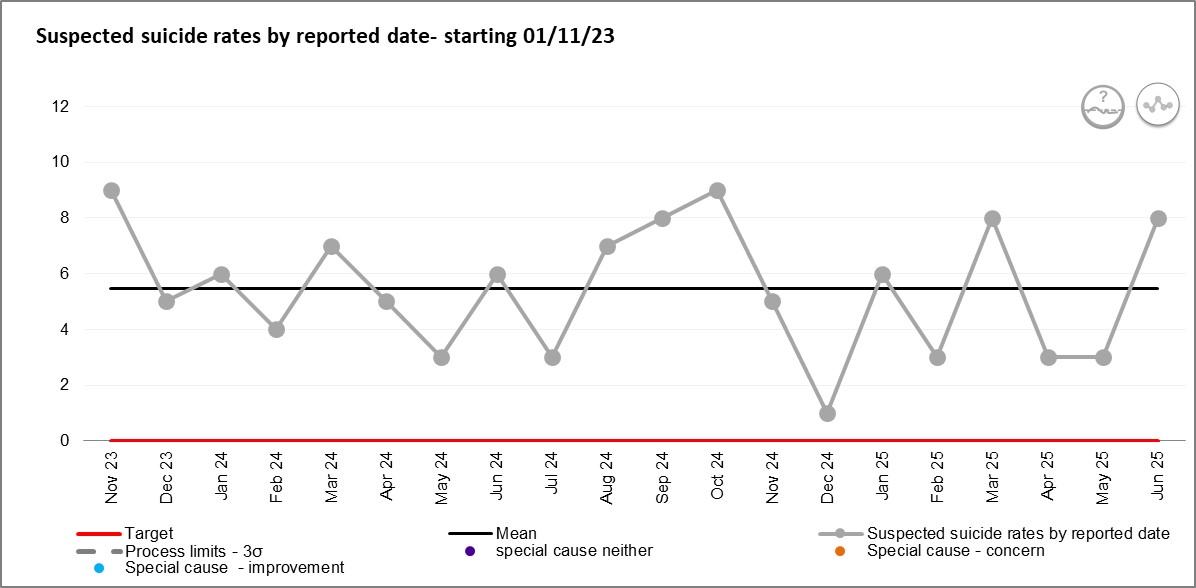 Suspected suicide rates by reported date- starting 01/11/23
?
12
10
8
6
4
2
0
Nov 23
Dec 23
Jan 24
Feb 24
Mar 24
Apr 24
May 24
Jun 24
Jul 24
Aug 24
Sep 24
Oct 24
Nov 24
Dec 24
Jan 25
Feb 25
Mar 25
Apr 25
May 25
Jun 25
Target
Mean
Suspected suicide rates by reported date
Process limits - 3σ
special cause neither
Special cause - concern
Special cause  - improvement